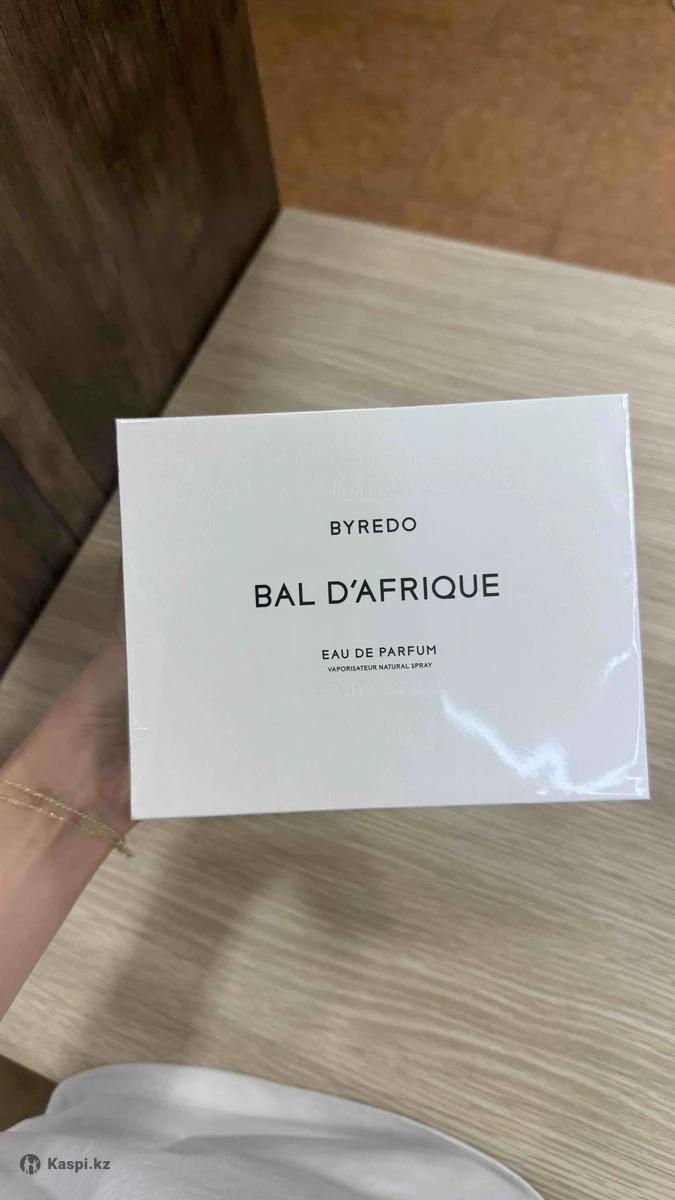 BYREDO
BAL D'AFRIQUE
EAU DE PARFUM
VAPORISATEUR NATURAL SPRAY
Kaspi.kz